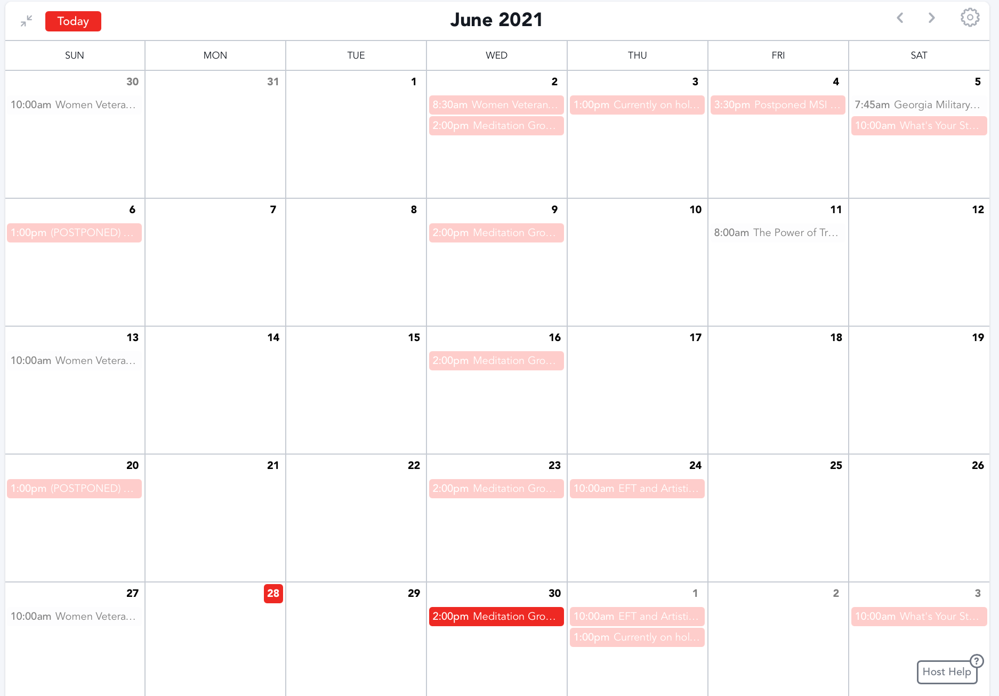 Today
June 2021
SUN MON TUE WED THU FRI SAT
30 31 1 2 3 4 5
10:00am Women Vetera...
8:30am Women Veteran...
2:00pm Meditation Gro...
1:00pm Currently on hol...
3:30pm Postponed MSI ...
7:45am Georgia Military...
10:00am What's Your St...
6 7 8 9 10 11 12
1:00pm (POSTPONED) ...
2:00pm Meditation Gro...
8:00am The Power of Tr...
13 14 15 16 17 18 19
10:00am Women Vetera...
2:00pm Meditation Gro...
20 21 22 23 24 25 26
1:00pm (POSTPONED) ...
2:00pm Meditation Gro...
10:00am EFT and Artisti...
27 28 29 30 1 2 3
10:00am Women Vetera...
2:00pm Meditation Gro...
10:00am EFT and Artisti...
1:00pm Currently on hol...
10:00am What's Your St...
?
Host Help